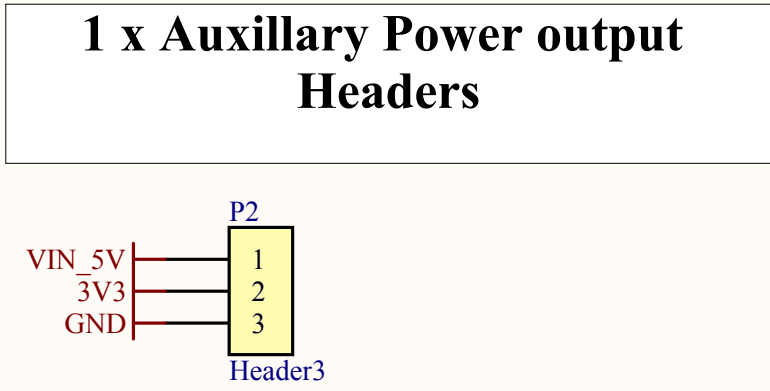 1 x Auxillary Power output
Headers
P2
VIN_5V 1
3V3 2
GND 3
Header3